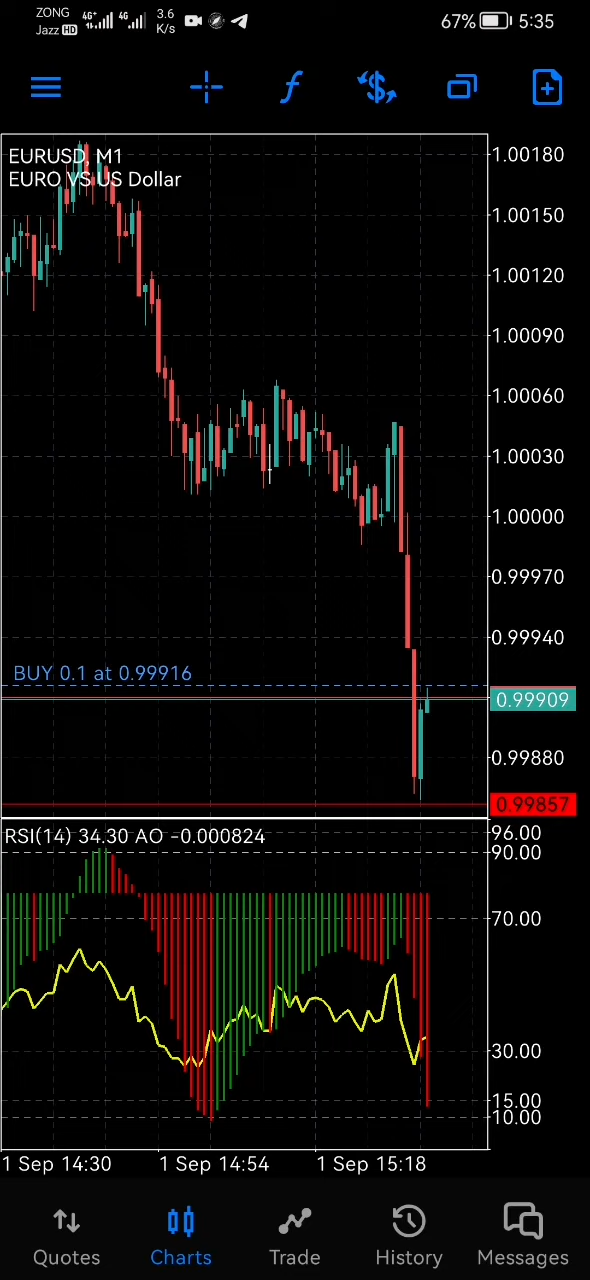 ZONG
Jazz HD
4G+
4G
3.6
K/s
67%
5:35
EURUSD, M1
EURO VS US Dollar
1.00180
1.00150
1.00120
1.00090
1.00060
1.00030
1.00000
0.99970
0.99940
BUY 0.1 at 0.99916
0.99909
0.99880
0.99857
RSI(14) 34.30 AO -0.000824
96.00
90.00
70.00
30.00
15.00
10.00
1 Sep 14:30
1 Sep 14:54
1 Sep 15:18
Quotes
Charts
Trade
History
Messages